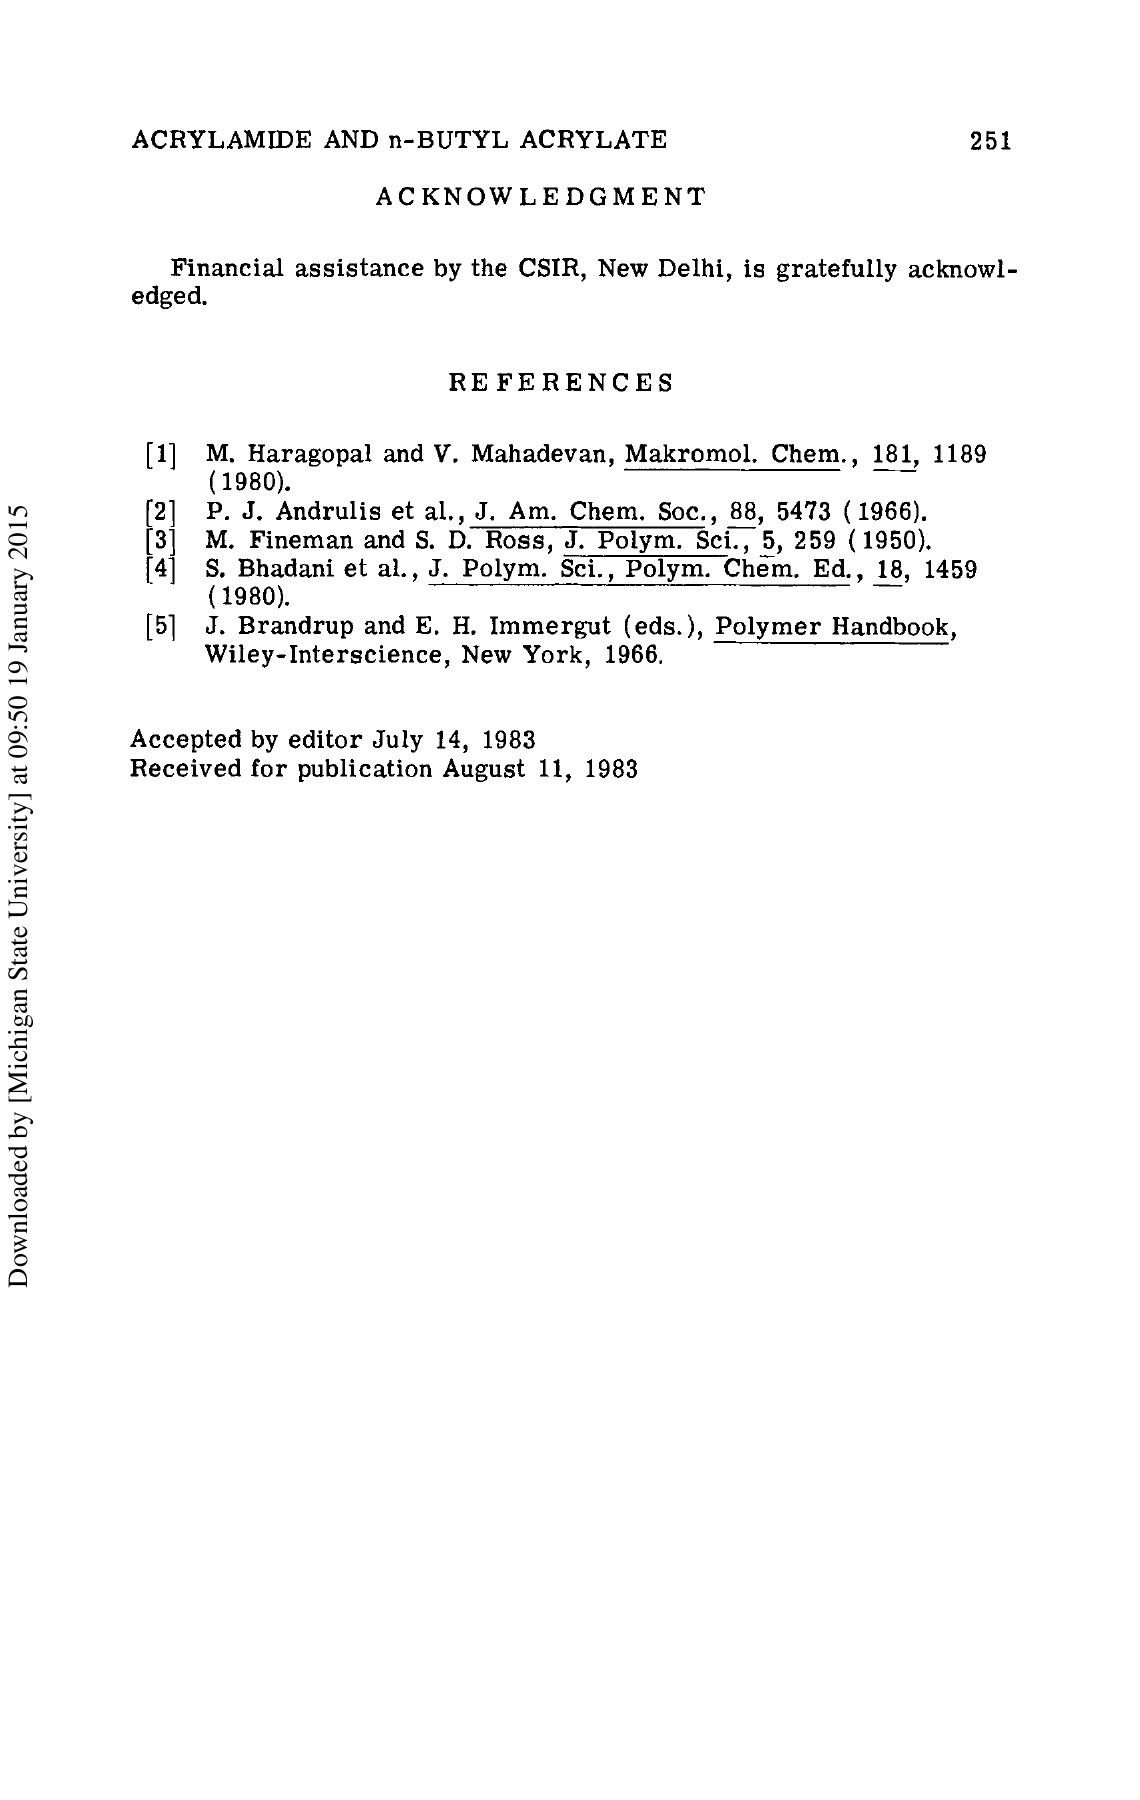 ACRYLAMIDE AND n-BUTYL ACRYLATE 251
ACKNOWLEDGMENT
Financial assistance by the CSIR, New Delhi, is gratefully acknowl-
edged.
REFERENCES
[1] M. Haragopal and V. Mahadevan, Makromol. Chem., 181, 1189
(1980).
[2] P. J. Andrulis et al., J. Am. Chem. Soc., 88, 5473 (1966).
[3] M. Fineman and S. D. Ross, J. Polym. Sci., 5, 259 (1950).
[4] S. Bhadani et al., J. Polym. Sci., Polym. Chem. Ed., 18, 1459
(1980).
[5] J. Brandrup and E. H. Immergut (eds.), Polymer Handbook,
Wiley-Interscience, New York, 1966.
Accepted by editor July 14, 1983
Received for publication August 11, 1983
Downloaded by [Michigan State University] at 09:50 19 January 2015